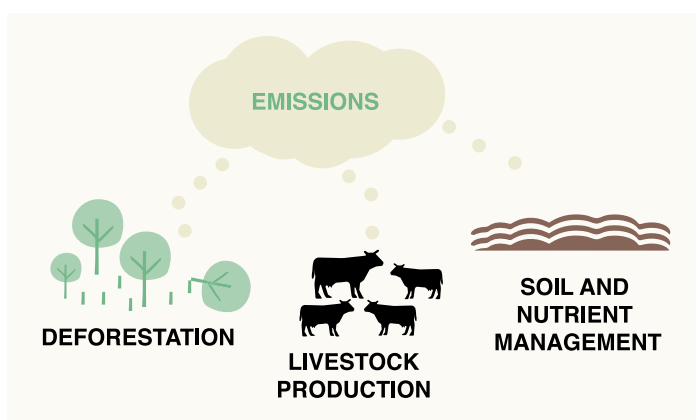 EMISSIONS
DEFORESTATION
LIVESTOCK
PRODUCTION
SOIL AND
NUTRIENT
MANAGEMENT